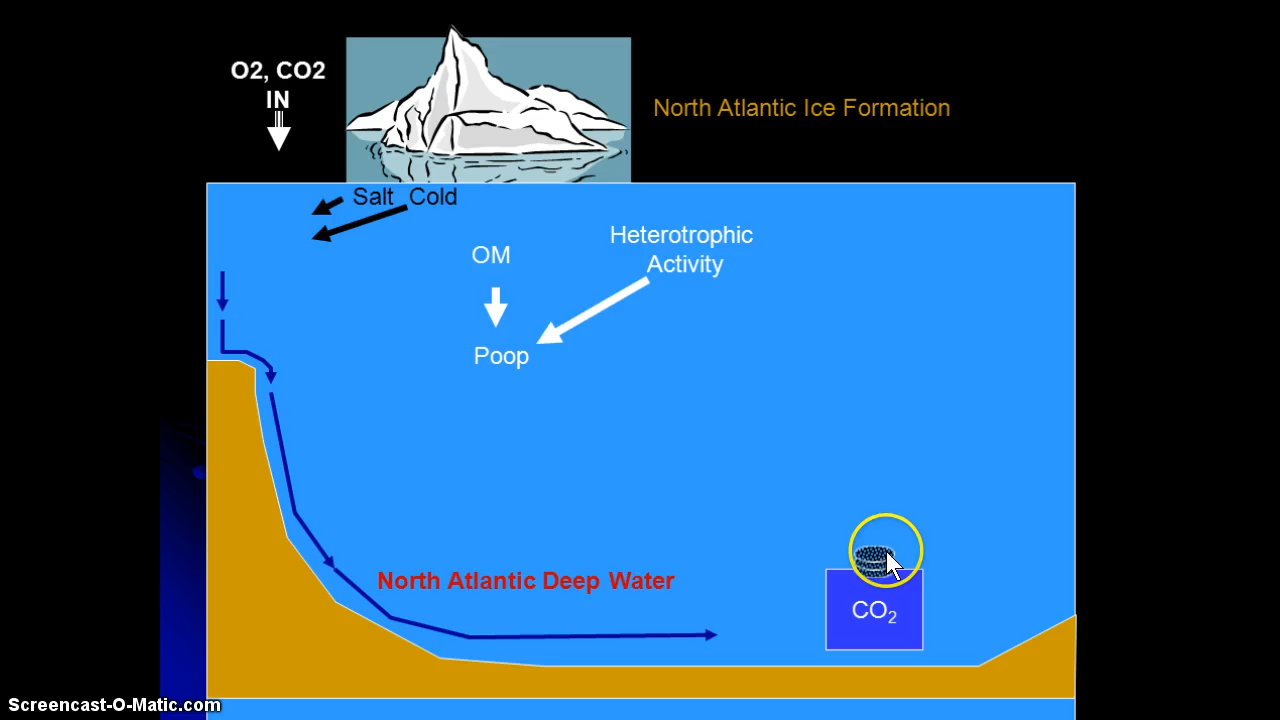 O2, CO2
IN
North Atlantic Ice Formation
Salt Cold
OM
Heterotrophic
Activity
Poop
North Atlantic Deep Water
CO₂
Screencast-O-Matic.com